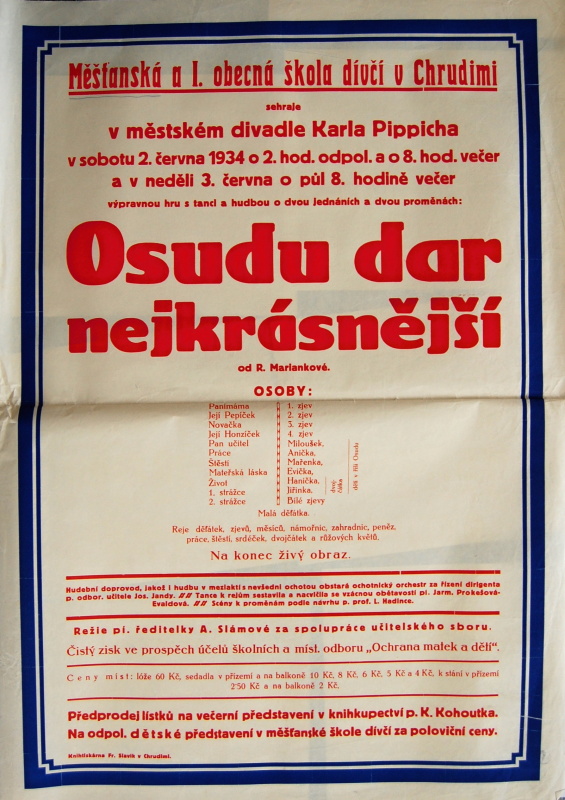 Měšťanská a I. obecná škola dívčí v Chrudimi
sehraje
v městském divadle Karla Pippicha
v sobotu 2. června 1934 o 2. hod. odpol. a o 8. hod. večer
a v neděli 3. června o půl 8. hodině večer
výpravnou hru s tanci a hudbou o dvou jednáních a dvou proměnách:
Osudu dar
nejkrásnější
od R. Mariankové.
OSOBY:
Panímáma 1. zjev
Její Pepíček 2. zjev
Novačka 3. zjev
Její Honzíček 4. zjev
Pan učitel Miloušek,
Práce Anička,
Štěstí Mařenka,
Mateřská láska Evička,
Život Hanička,
1. strážce Jiřinka,
2. strážce Bílé zjevy
dvojčátka
děti v říši Osudu
Malá děťátka.
Reje děťátek, zjevů, měsíců, námořníc, zahradnic, peněz,
práce, štěstí, srdéček, dvojčátek a růžových květů.
Na konec živý obraz.
Hudební doprovod, jakož i hudbu v meziaktí s nevšední ochotou obstará ochotnický orchestr za řízení dirigenta
p. odbor. učitele Jos. Jandy. /// Tance k rejům sestavila a nacvičila se vzácnou obětavostí pí. Jarm. Prokešová-
Evaldová. /// Scény k proměnám podle návrhu p. prof. L. Hadince.
Režie pí. ředitelky A. Slámové za spolupráce učitelského sboru.
Čistý zisk ve prospěch účelů školních a míst. odboru „Ochrana matek a dětí“.
Ceny míst: lóže 60 Kč, sedadla v přízemí a na balkoně 10 Kč, 8 Kč, 6 Kč, 5 Kč a 4 Kč, k stání v přízemí
2·50 Kč a na balkoně 2 Kč,
Předprodej lístků na večerní představení v knihkupectví p. K. Kohoutka.
Na odpol. dětské představení v měšťanské škole dívčí za poloviční ceny.
Knihtiskárna Fr. Slavík v Chrudimi.